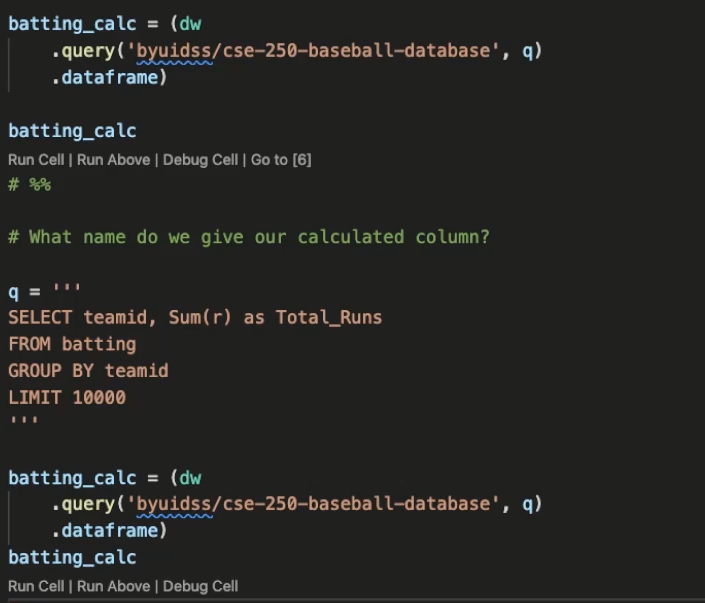 batting_calc = (dw
.query('byuidss/cse-250-baseball-database', q)
.dataframe)
batting_calc
Run Cell | Run Above | Debug Cell | Go to [6]
# %%
# What name do we give our calculated column?
q = '''
SELECT teamid, Sum(r) as Total_Runs
FROM batting
GROUP BY teamid
LIMIT 10000
'''
batting_calc = (dw
.query('byuidss/cse-250-baseball-database', q)
.dataframe)
batting_calc
Run Cell | Run Above | Debug Cell